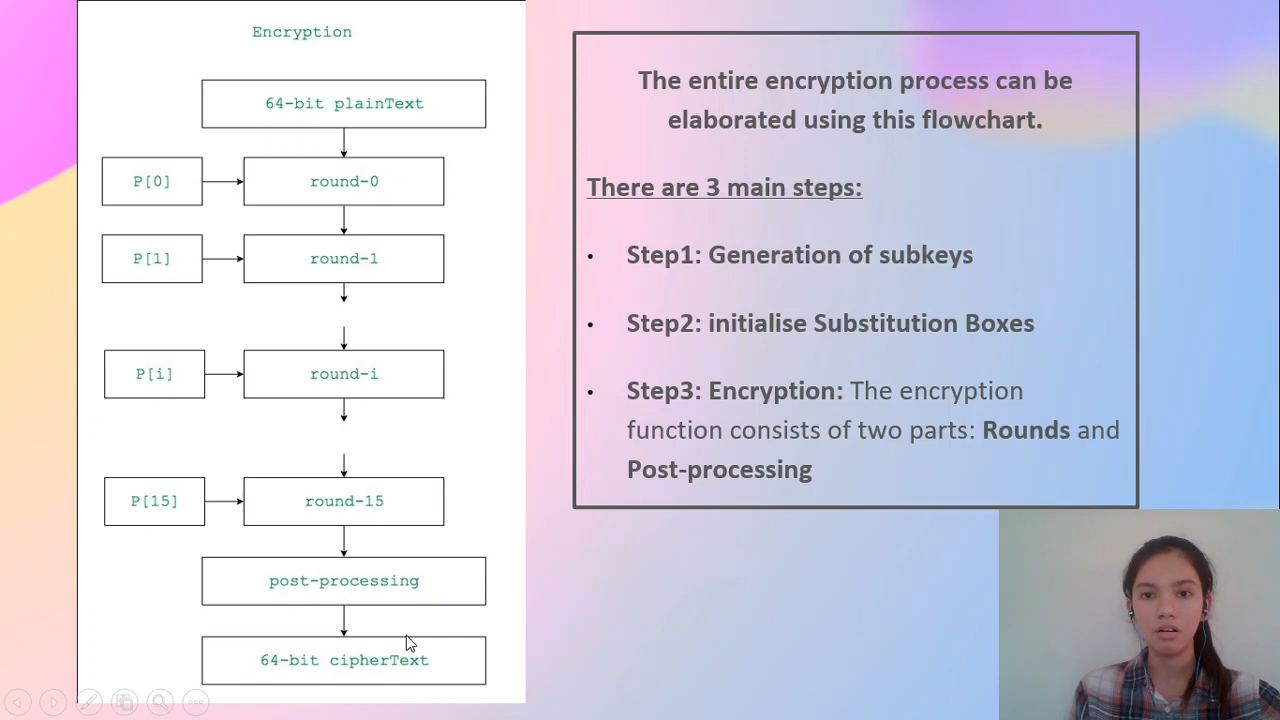 Encryption
64-bit plainText
P[0]
round-0
P[1]
round-1
P[i]
round-i
P[15]
round-15
post-processing
64-bit cipherText
The entire encryption process can be
elaborated using this flowchart.
There are 3 main steps:
• Step1: Generation of subkeys
• Step2: initialise Substitution Boxes
• Step3: Encryption: The encryption
function consists of two parts: Rounds and
Post-processing